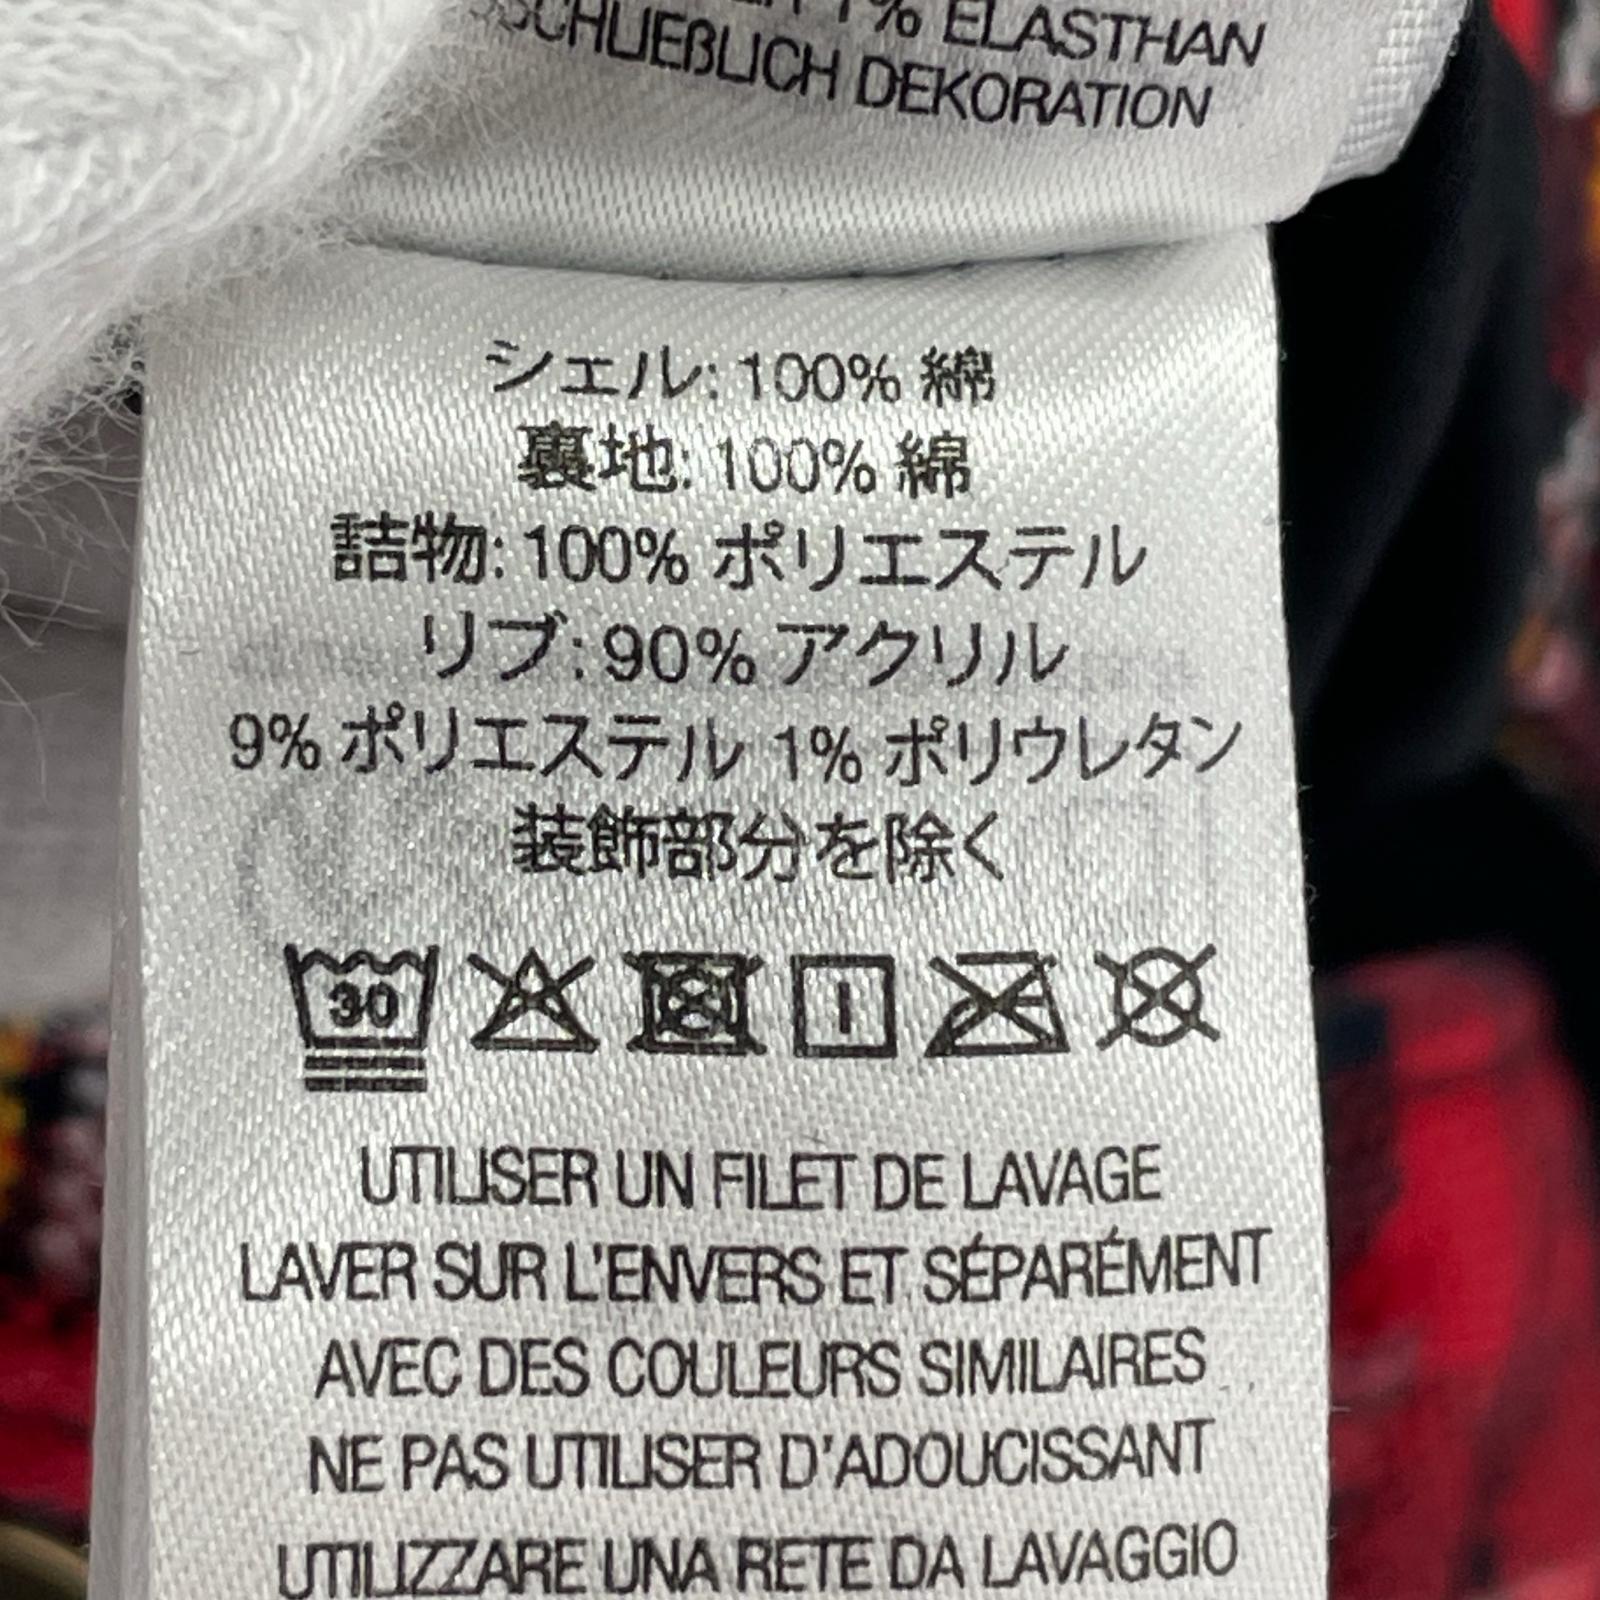 1% ELASTHAN
SCHLIEẞLICH DEKORATION
シェル: 100% 綿
裏地: 100% 綿
詰物: 100% ポリエステル
リブ: 90% アクリル
9% ポリエステル 1% ポリウレタン
装飾部分を除く
30
UTILISER UN FILET DE LAVAGE
LAVER SUR L'ENVERS ET SÉPARÉMENT
AVEC DES COULEURS SIMILAIRES
NE PAS UTILISER D'ADOUCISSANT
UTILIZZARE UNA RETE DA LAVAGGIO